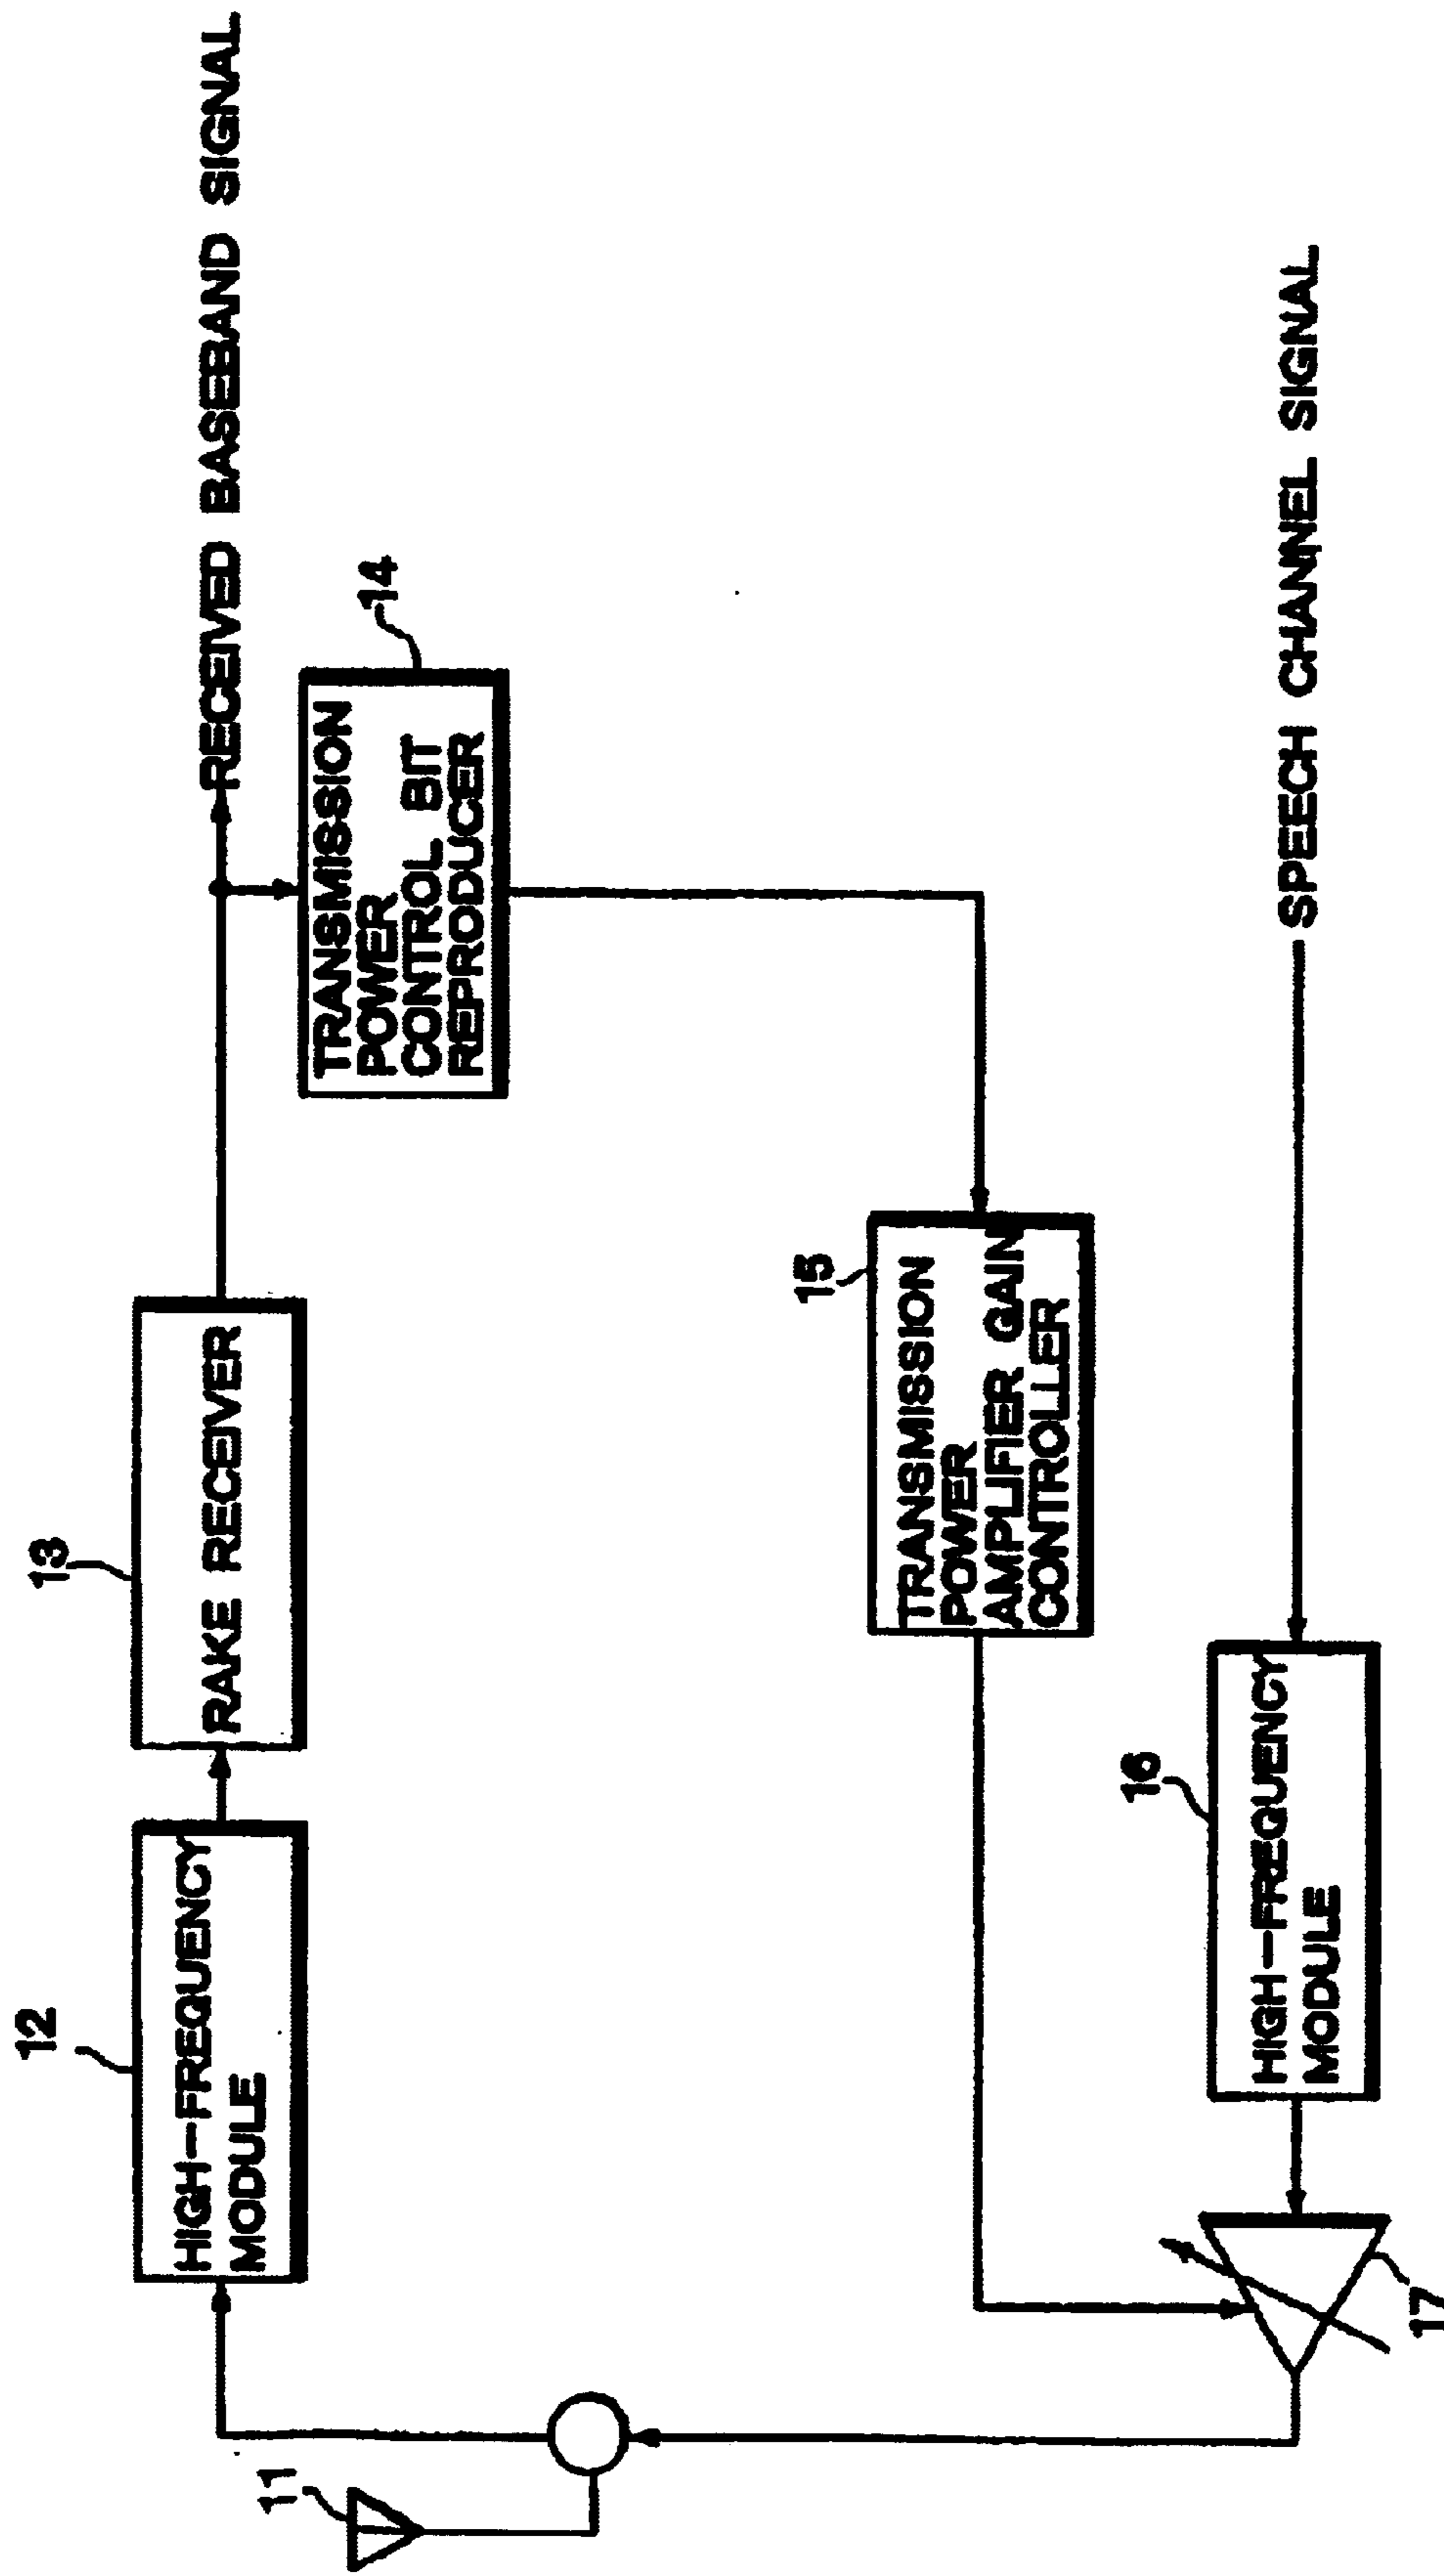 12
13
HIGH-FREQUENCY
MODULE
RAKE RECEIVER
RECEIVED BASEBAND SIGNAL
11
TRANSMISSION
POWER
CONTROL BIT
REPRODUCER
14
15
TRANSMISSION
POWER
AMPLIFIER GAIN
CONTROLLER
16
HIGH-FREQUENCY
MODULE
SPEECH CHANNEL SIGNAL
17